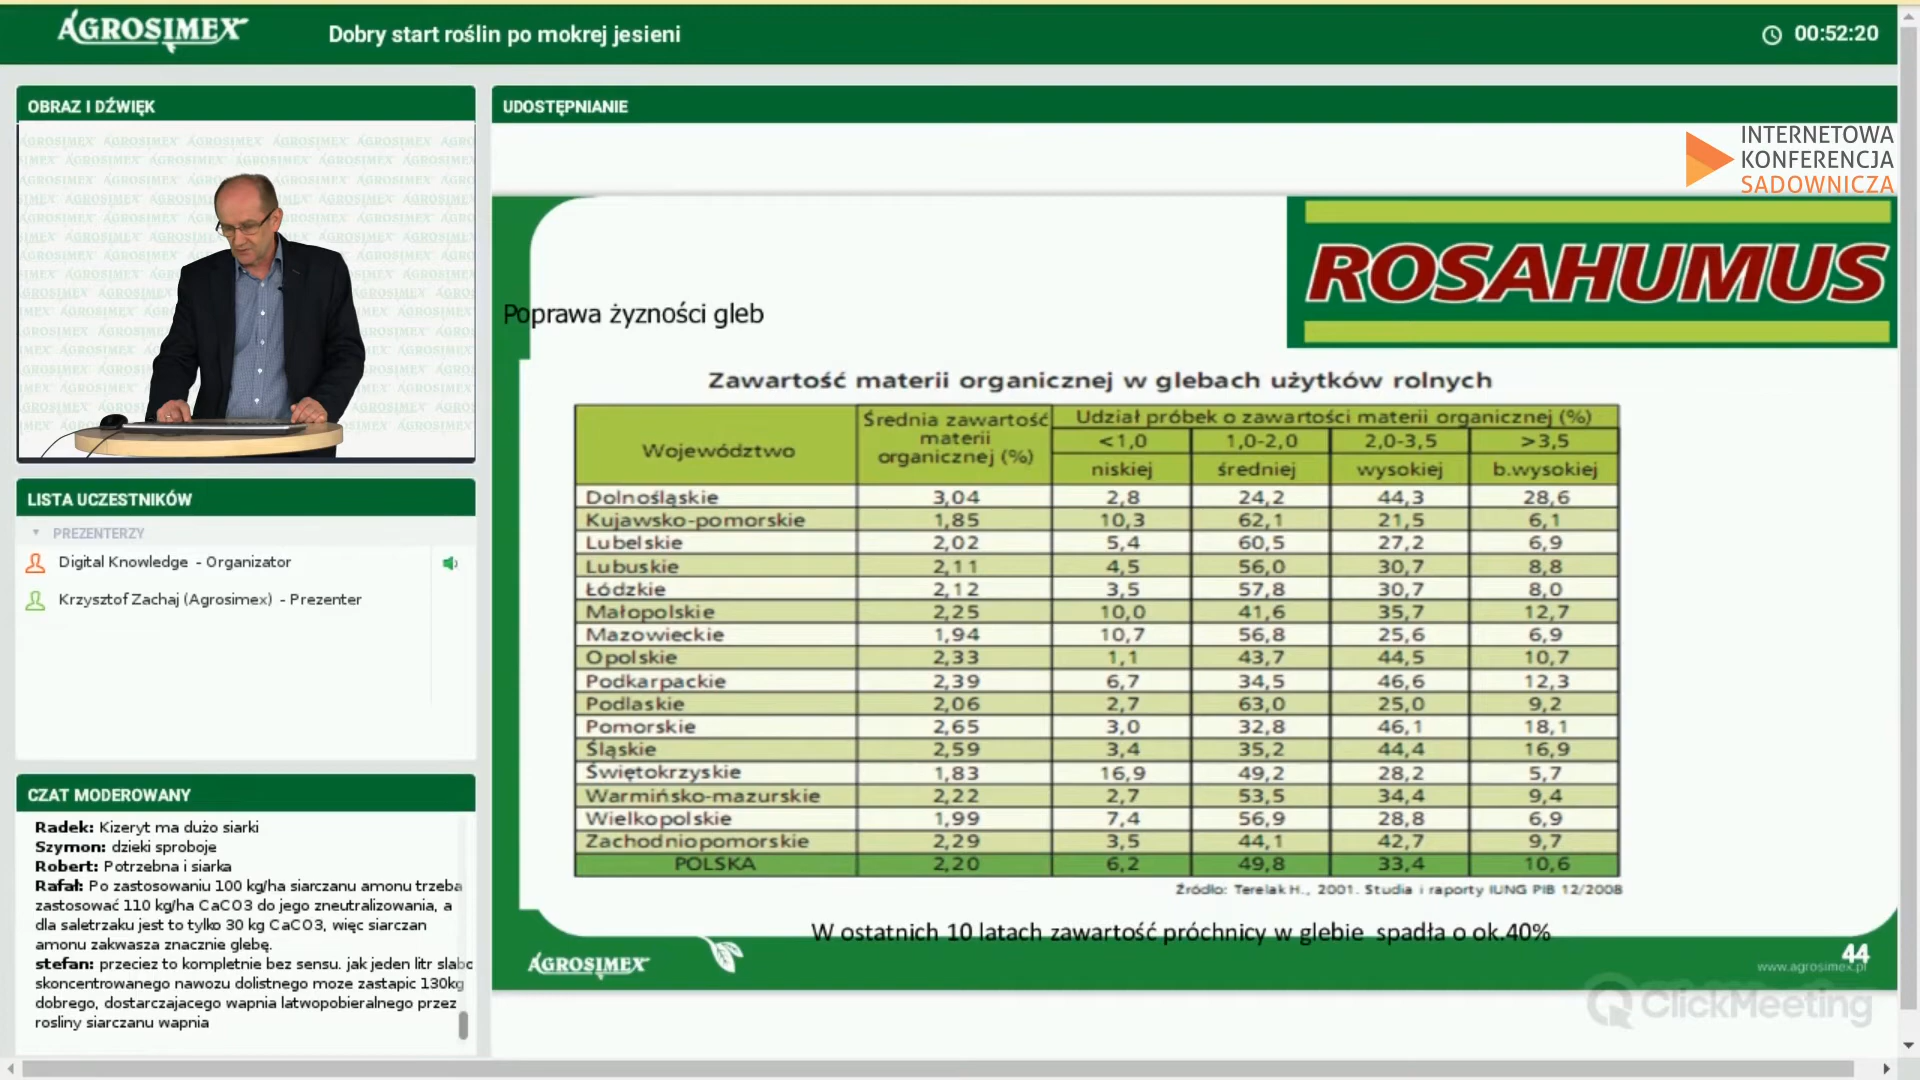 AGROSIMEX
Dobry start roślin po mokrej jesieni
00:52:20
OBRAZ I DŹWIĘK
LISTA UCZESTNIKÓW
PREZENTERZY
Digital Knowledge - Organizator
Krzysztof Zachaj (Agrosimex) - Prezenter
CZAT MODEROWANY
Radek: Kizeryt ma dużo siarki
Szymon: dzieki sproboje
Robert: Potrzebna i siarka
Rafał: Po zastosowaniu 100 kg/ha siarczanu amonu trzeba
zastosować 110 kg/ha CaCO3 do jego zneutralizowania, a
dla saletrzaku jest to tylko 30 kg CaCO3, więc siarczan
amonu zakwasza znacznie glebę.
stefan: przeciez to kompletnie bez sensu. jak jeden litr slabo
skoncentrowanego nawozu dolistnego moze zastapic 130kg
dobrego, dostarczajacego wapnia latwopobieralnego przez
rosliny siarczanu wapnia
UDOSTĘPNIANIE
INTERNETOWA
KONFERENCJA
SADOWNICZA
ROSAHUMUS
Poprawa żyzności gleb
Zawartość materii organicznej w glebach użytków rolnych
Województwo Średnia zawartość materii organicznej (%) Udział próbek o zawartości materii organicznej (%)
<1,0 1,0-2,0 2,0-3,5 >3,5
niskiej średniej wysokiej b.wysokiej
Dolnośląskie 3,04 2,8 24,2 44,3 28,6
Kujawsko-pomorskie 1,85 10,3 62,1 21,5 6,1
Lubelskie 2,02 5,4 60,5 27,2 6,9
Lubuskie 2,11 4,5 56,0 30,7 8,8
Łódzkie 2,12 3,5 57,8 30,7 8,0
Małopolskie 2,25 10,0 41,6 35,7 12,7
Mazowieckie 1,94 10,7 56,8 25,6 6,9
Opolskie 2,33 1,1 43,7 44,5 10,7
Podkarpackie 2,39 6,7 34,5 46,6 12,3
Podlaskie 2,06 2,7 63,0 25,0 9,2
Pomorskie 2,65 3,0 32,8 46,1 18,1
Śląskie 2,59 3,4 35,2 44,4 16,9
Świętokrzyskie 1,83 16,9 49,2 28,2 5,7
Warmińsko-mazurskie 2,22 2,7 53,5 34,4 9,4
Wielkopolskie 1,99 7,4 56,9 28,8 6,9
Zachodniopomorskie 2,29 3,5 44,1 42,7 9,7
POLSKA 2,20 6,2 49,8 33,4 10,6
Źródło: Terelak H., 2001. Studia i raporty IUNG PIB 12/2008
W ostatnich 10 latach zawartość próchnicy w glebie spadła o ok.40%
AGROSIMEX
44
www.agrosimex.pl
ClickMeeting